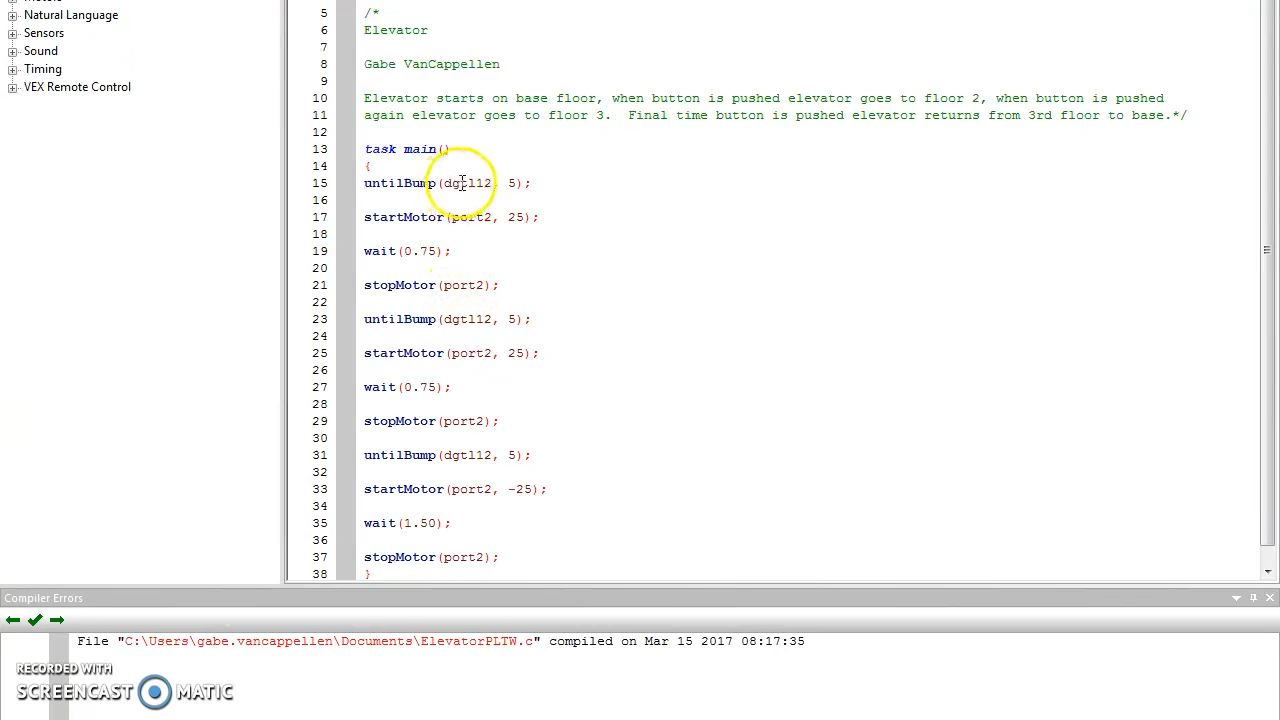 Natural Language
Sensors
Sound
Timing
VEX Remote Control
5 /*
6 Elevator
7
8 Gabe VanCappellen
9
10 Elevator starts on base floor, when button is pushed elevator goes to floor 2, when button is pushed
11 again elevator goes to floor 3.  Final time button is pushed elevator returns from 3rd floor to base.*/
12
13 task main()
14 {
15 untilBump(dgtl12, 5);
16
17 startMotor(port2, 25);
18
19 wait(0.75);
20
21 stopMotor(port2);
22
23 untilBump(dgtl12, 5);
24
25 startMotor(port2, 25);
26
27 wait(0.75);
28
29 stopMotor(port2);
30
31 untilBump(dgtl12, 5);
32
33 startMotor(port2, -25);
34
35 wait(1.50);
36
37 stopMotor(port2);
38 }
Compiler Errors
File "C:\Users\gabe.vancappellen\Documents\ElevatorPLTW.c" compiled on Mar 15 2017 08:17:35
RECORDED WITH
SCREENCAST MATIC